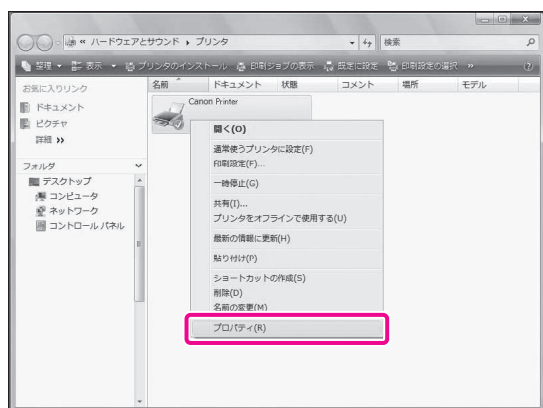 « ハードウェアとサウンド ▸ プリンタ
検索
整理 ▾ 表示 ▾ プリンタのインストール 印刷ジョブの表示 既定に設定 印刷設定の選択 »
お気に入りリンク
ドキュメント
ピクチャ
詳細 »
フォルダ
デスクトップ
コンピュータ
ネットワーク
コントロール パネル
名前 ドキュメント 状態 コメント 場所 モデル
Canon Printer
開く(O)
通常使うプリンタに設定(F)
印刷設定(F)...
一時停止(G)
共有(I)...
プリンタをオフラインで使用する(U)
最新の情報に更新(H)
貼り付け(P)
ショートカットの作成(S)
削除(D)
名前の変更(M)
プロパティ(R)